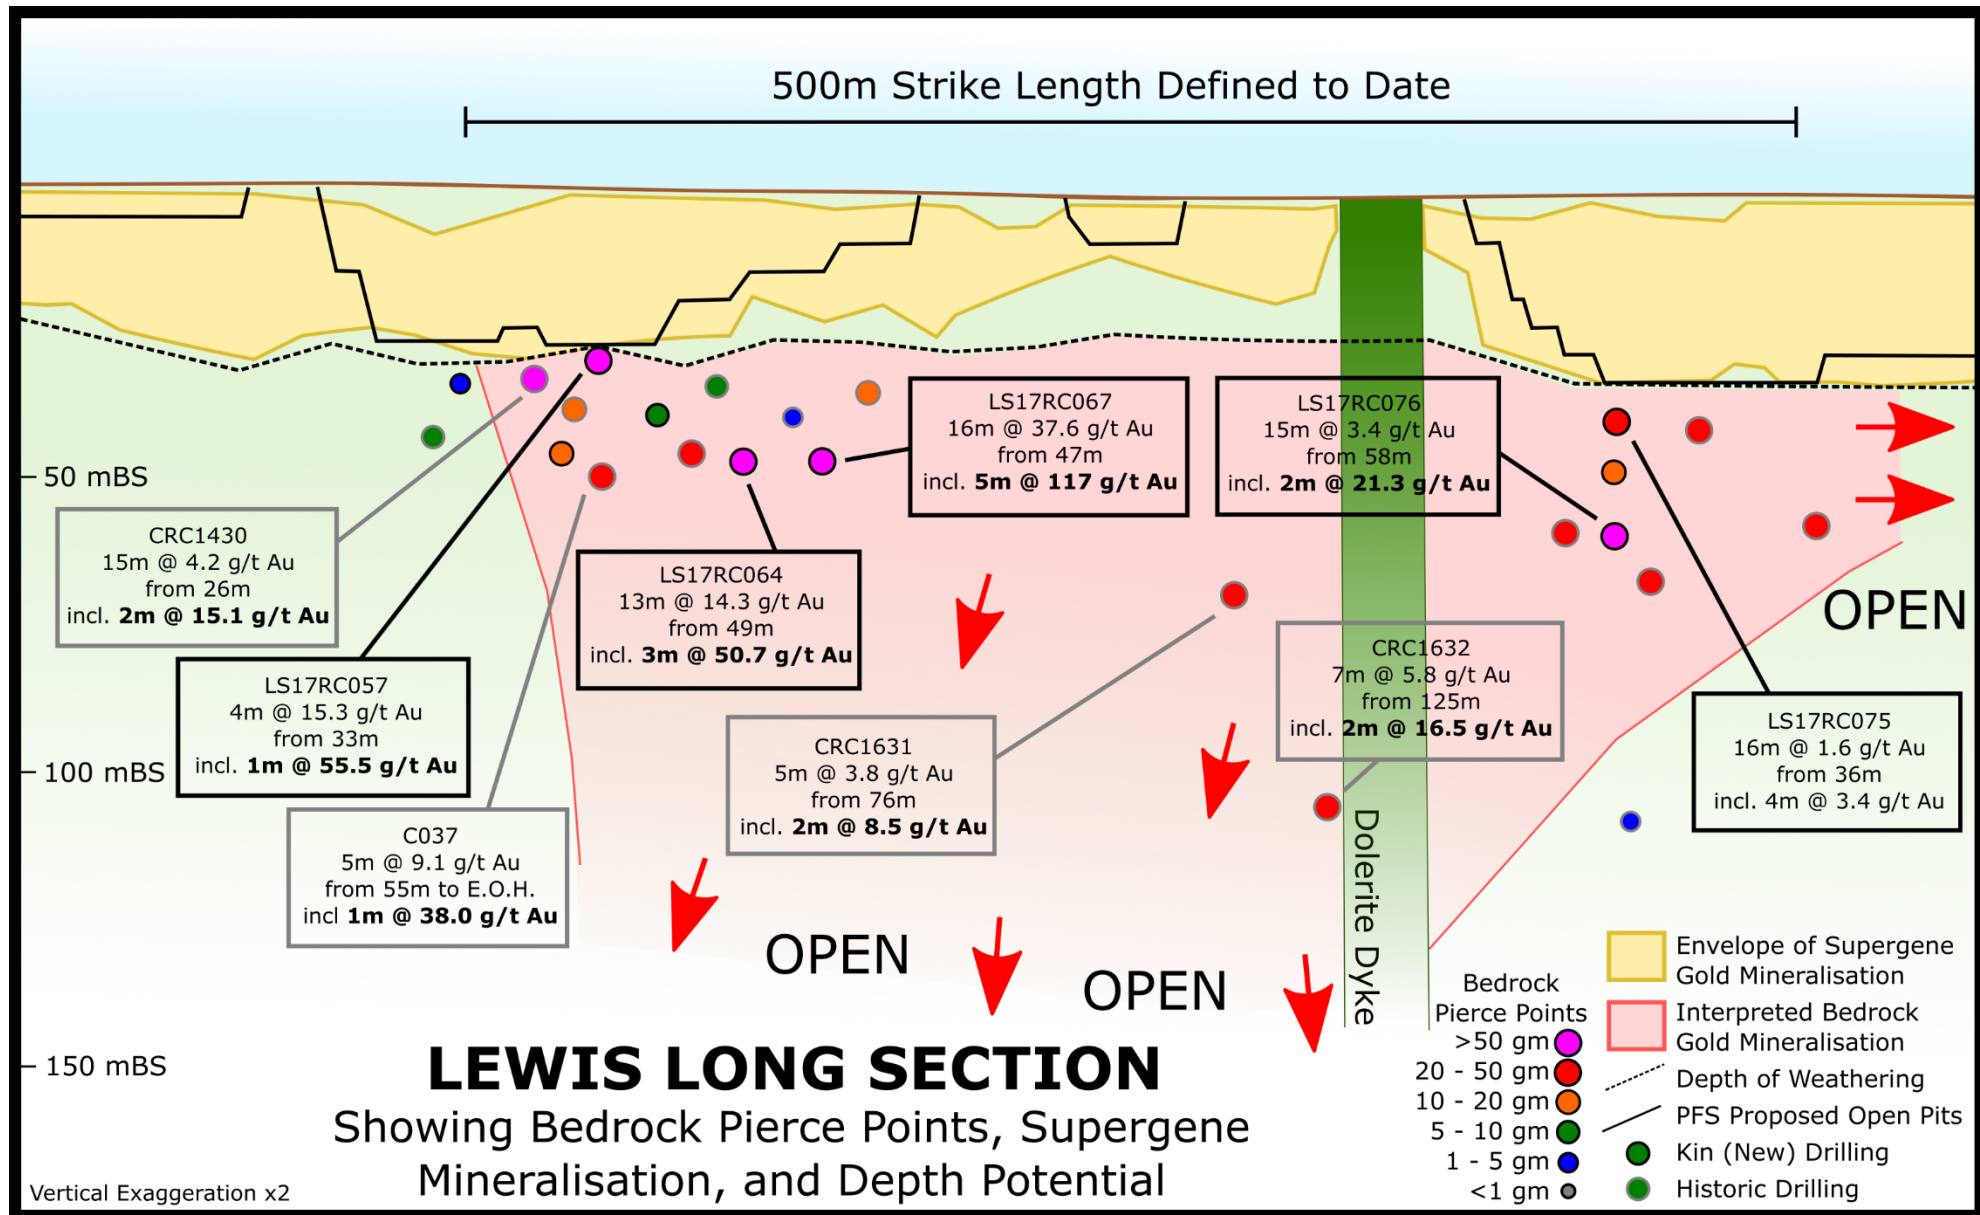 500m Strike Length Defined to Date
LS17RC067
16m @ 37.6 g/t Au
from 47m
incl. 5m @ 117 g/t Au
LS17RC076
15m @ 3.4 g/t Au
from 58m
incl. 2m @ 21.3 g/t Au
50 mBS
CRC1430
15m @ 4.2 g/t Au
from 26m
incl. 2m @ 15.1 g/t Au
LS17RC064
13m @ 14.3 g/t Au
from 49m
incl. 3m @ 50.7 g/t Au
OPEN
CRC1632
7m @ 5.8 g/t Au
from 125m
incl. 2m @ 16.5 g/t Au
LS17RC057
4m @ 15.3 g/t Au
from 33m
incl. 1m @ 55.5 g/t Au
LS17RC075
16m @ 1.6 g/t Au
from 36m
incl. 4m @ 3.4 g/t Au
100 mBS
CRC1631
5m @ 3.8 g/t Au
from 76m
incl. 2m @ 8.5 g/t Au
C037
5m @ 9.1 g/t Au
from 55m to E.O.H.
incl 1m @ 38.0 g/t Au
Dolerite Dyke
OPEN
OPEN
150 mBS
LEWIS LONG SECTION
Showing Bedrock Pierce Points, Supergene
Mineralisation, and Depth Potential
Vertical Exaggeration x2
Bedrock
Pierce Points
>50 gm
20 - 50 gm
10 - 20 gm
5 - 10 gm
1 - 5 gm
<1 gm
Envelope of Supergene
Gold Mineralisation
Interpreted Bedrock
Gold Mineralisation
Depth of Weathering
PFS Proposed Open Pits
Kin (New) Drilling
Historic Drilling